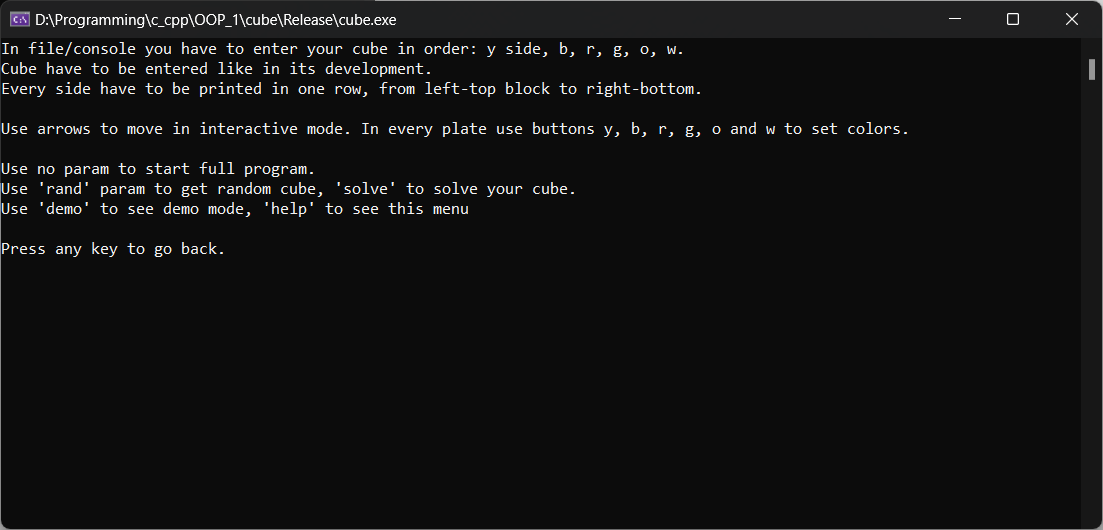 D:\Programming\c_cpp\OOP_1\cube\Release\cube.exe
In file/console you have to enter your cube in order: y side, b, r, g, o, w.
Cube have to be entered like in its development.
Every side have to be printed in one row, from left-top block to right-bottom.
Use arrows to move in interactive mode. In every plate use buttons y, b, r, g, o and w to set colors.
Use no param to start full program.
Use 'rand' param to get random cube, 'solve' to solve your cube.
Use 'demo' to see demo mode, 'help' to see this menu
Press any key to go back.